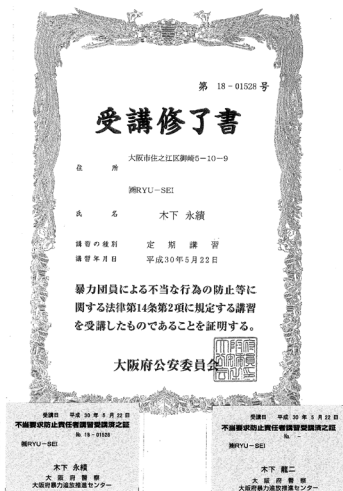 第 18-01528 号
受講修了書
大阪市住之江区御崎5-10-9
住 所
㈱RYU-SEI
氏 名 木下 永績
講習の種別 定期講習
講習年月日 平成30年5月22日
暴力団員による不当な行為の防止等に
関する法律第14条第2項に規定する講習
を受講したものであることを証明する。
大阪府公安委員会
受講日 平成 30 年 5 月 22 日
不当要求防止責任者講習受講済之証
No. 18-01528
㈱RYU-SEI
木下 永績
大阪府警察
大阪府暴力追放推進センター
受講日 平成 30 年 5 月 22 日
不当要求防止責任者講習受講済之証
No. -
㈱RYU-SEI
木下 龍二
大阪府警察
大阪府暴力追放推進センター